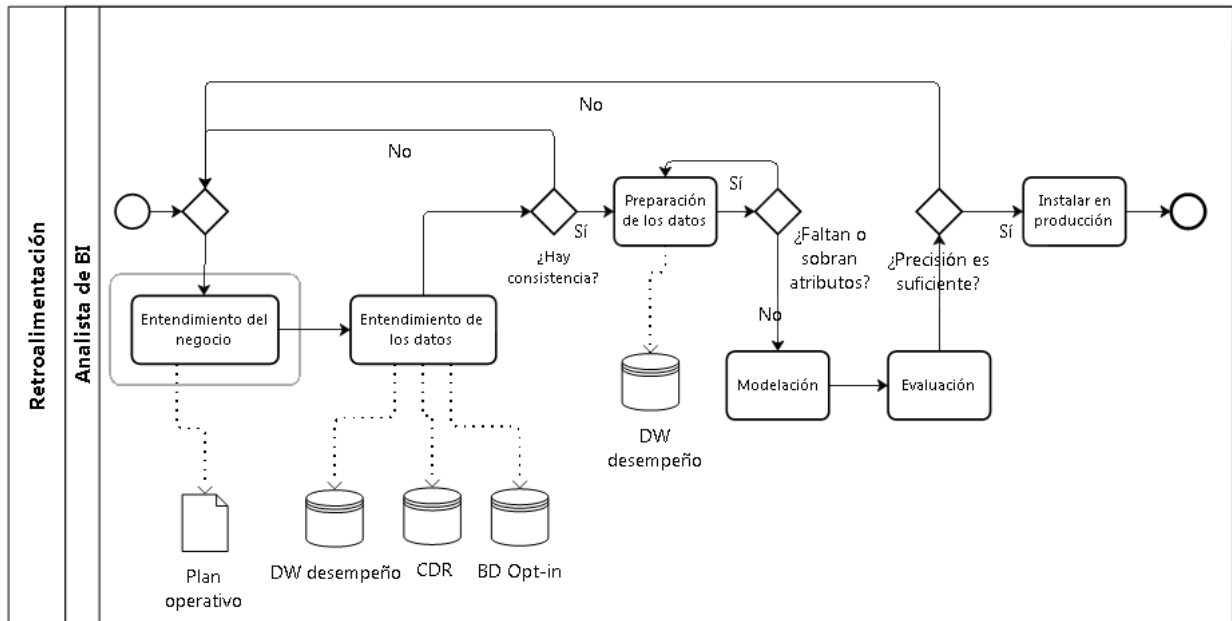 Retroalimentación
Analista de BI
No
No
Sí
¿Hay
consistencia?
Preparación
de los datos
Sí
¿Faltan o
sobran
atributos?
No
¿Precisión es
suficiente?
Sí
Instalar en
producción
Entendimiento del
negocio
Entendimiento de
los datos
Modelación
Evaluación
DW
desempeño
Plan
operativo
DW desempeño
CDR
BD Opt-in